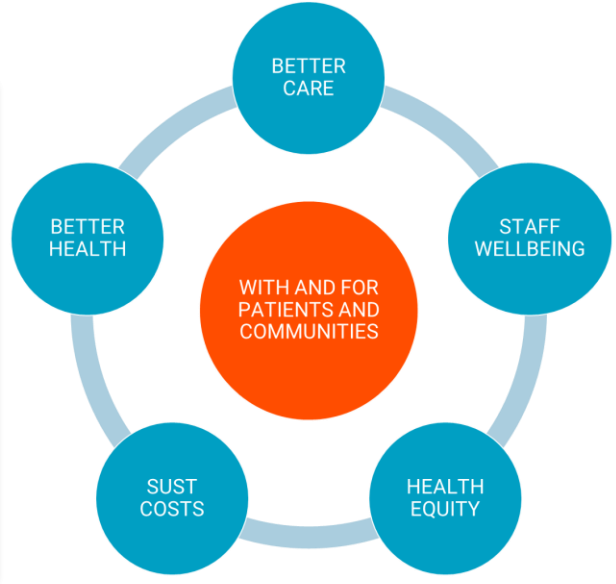 BETTER
CARE
BETTER
HEALTH
STAFF
WELLBEING
WITH AND FOR
PATIENTS AND
COMMUNITIES
SUST
COSTS
HEALTH
EQUITY